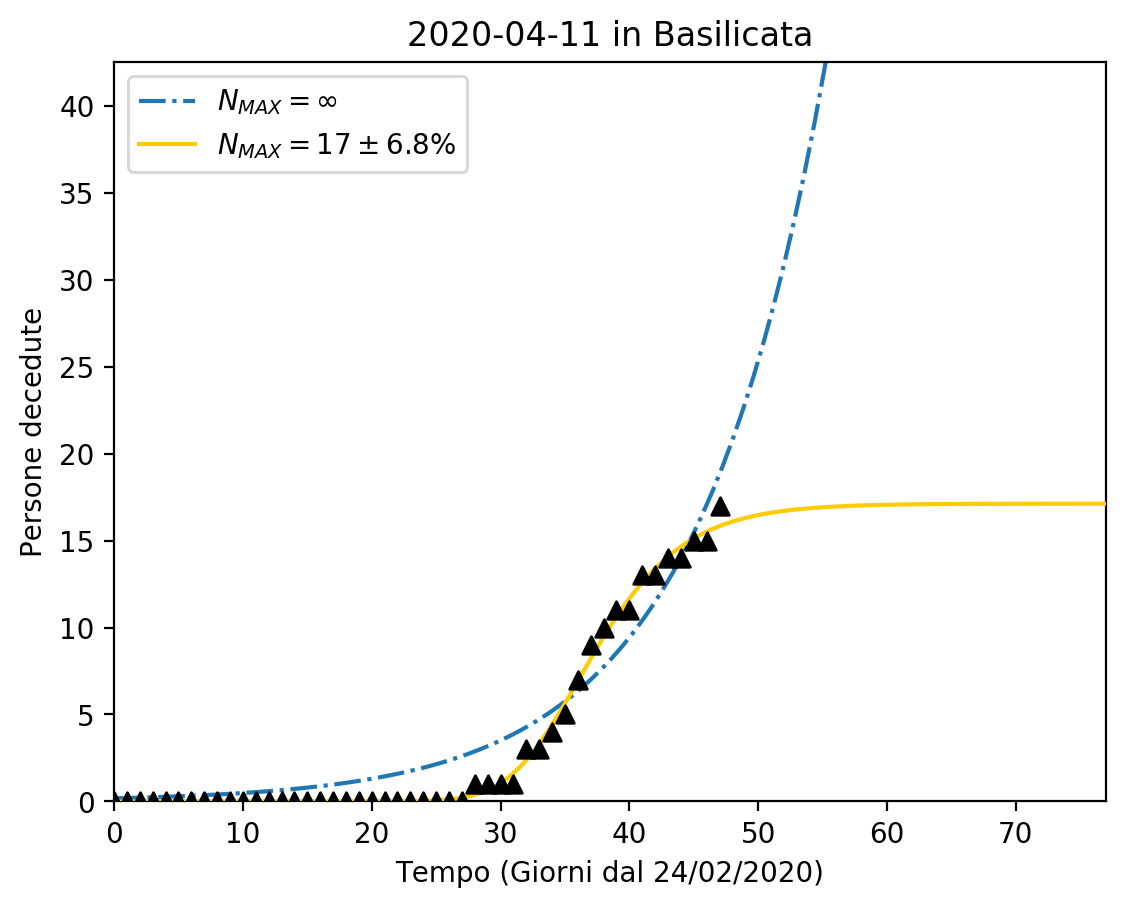 2020-04-11 in Basilicata
N_MAX = ∞
N_MAX = 17 ± 6.8%
40
35
30
25
20
15
10
5
0
Persone decedute
0 10 20 30 40 50 60 70
Tempo (Giorni dal 24/02/2020)